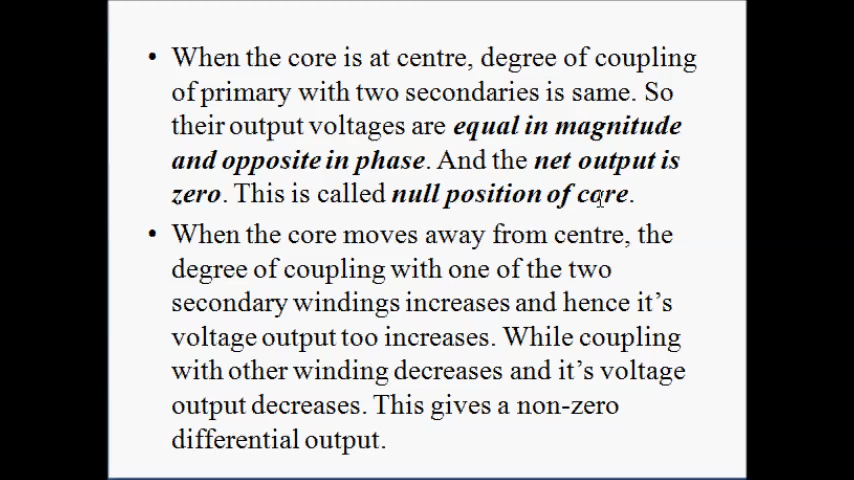 • When the core is at centre, degree of coupling
of primary with two secondaries is same. So
their output voltages are equal in magnitude
and opposite in phase. And the net output is
zero. This is called null position of core.
• When the core moves away from centre, the
degree of coupling with one of the two
secondary windings increases and hence it’s
voltage output too increases. While coupling
with other winding decreases and it’s voltage
output decreases. This gives a non-zero
differential output.